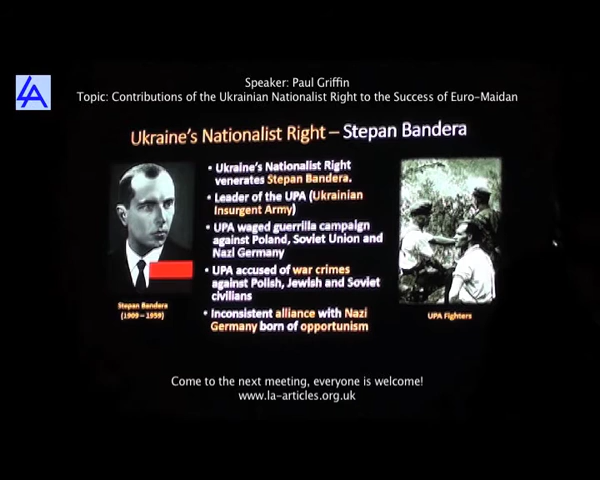 LA
Speaker: Paul Griffin
Topic: Contributions of the Ukrainian Nationalist Right to the Success of Euro-Maidan
Ukraine's Nationalist Right – Stepan Bandera
• Ukraine's Nationalist Right
venerates Stepan Bandera.
• Leader of the UPA (Ukrainian
Insurgent Army)
• UPA waged guerrilla campaign
against Poland, Soviet Union and
Nazi Germany
• UPA accused of war crimes
against Polish, Jewish and Soviet
civilians
• Inconsistent alliance with Nazi
Germany born of opportunism
Stepan Bandera
(1909 – 1959)
UPA Fighters
Come to the next meeting, everyone is welcome!
www.la-articles.org.uk